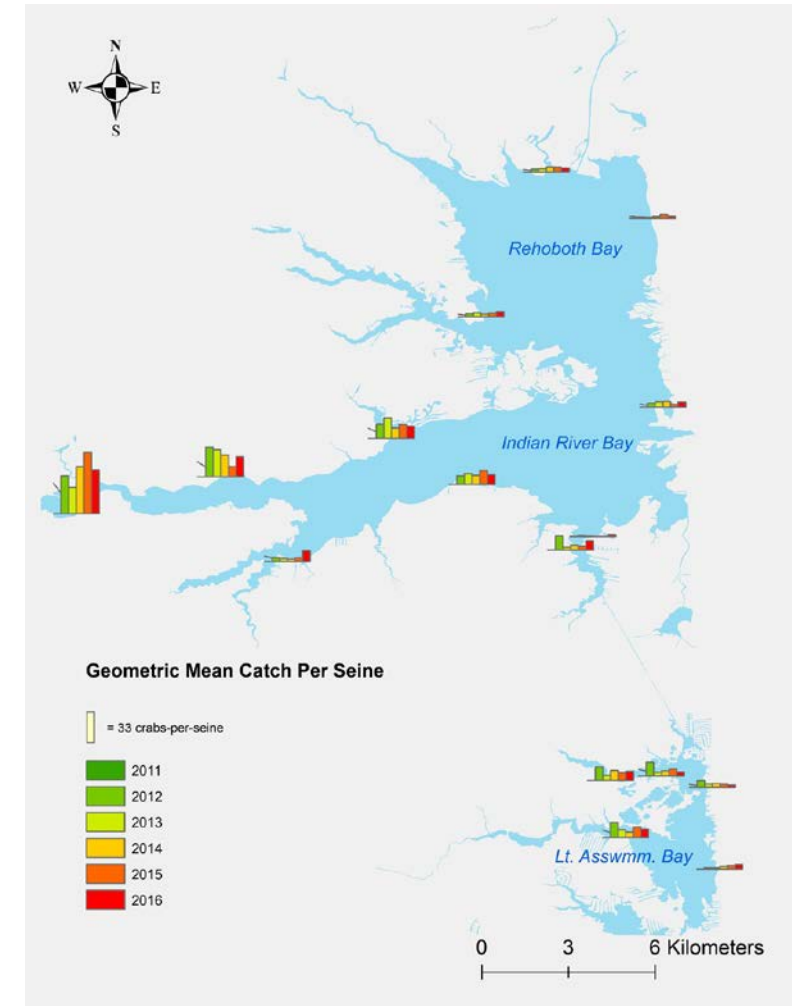 N
W E
S
Rehoboth Bay
Indian River Bay
Geometric Mean Catch Per Seine
= 33 crabs-per-seine
2011
2012
2013
2014
2015
2016
Lt. Asswmm. Bay
0 3 6 Kilometers